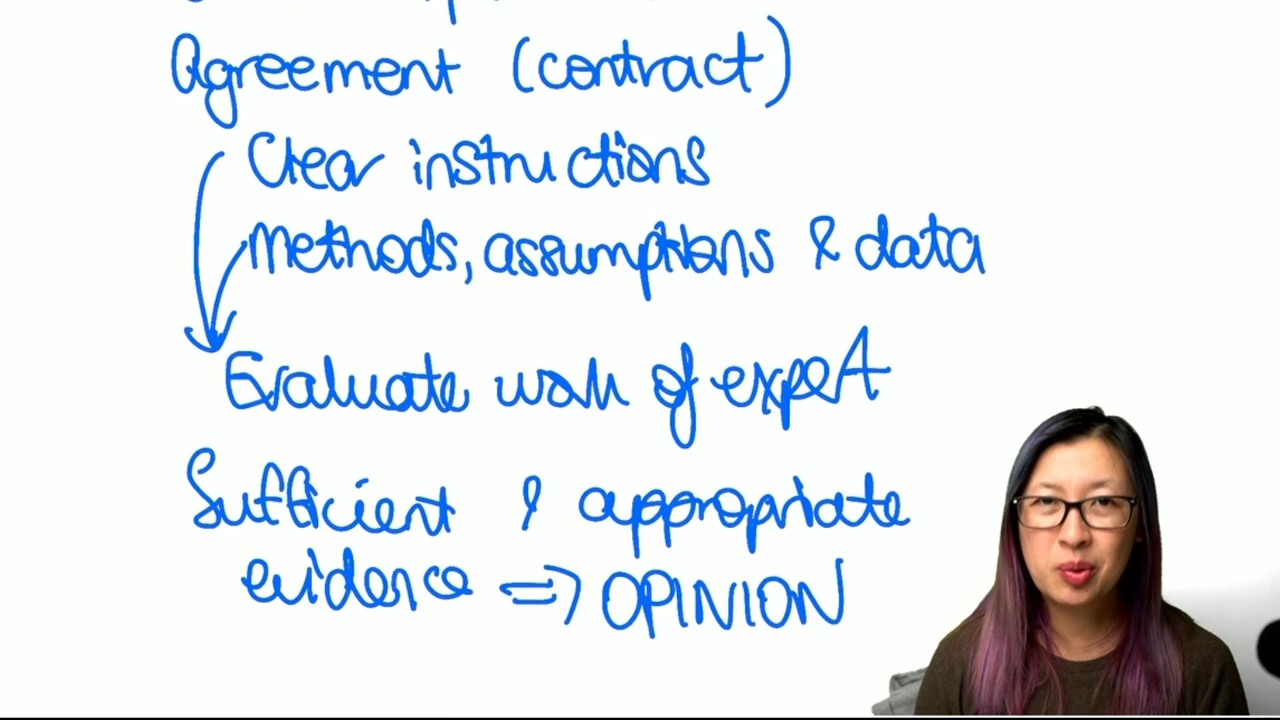 Agreement (contract)
Clear instructions
Methods, assumptions & data
Evaluate work of expert
Sufficient & appropriate
evidence => OPINION